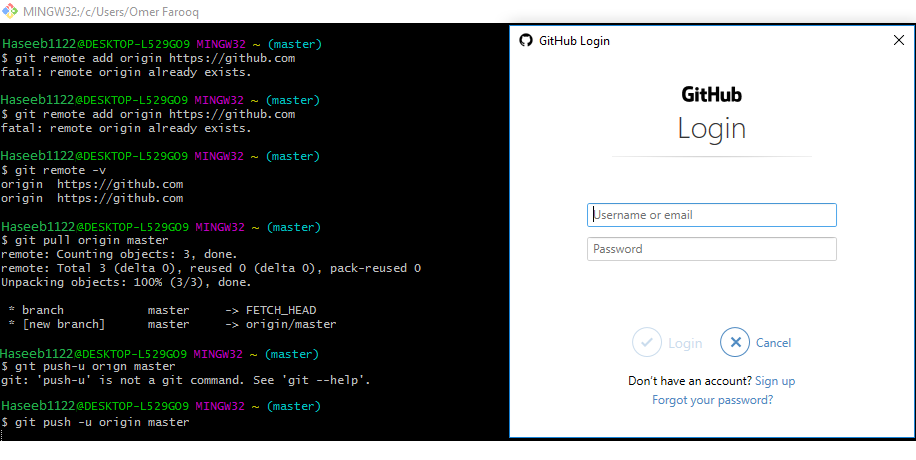 MINGW32:/c/Users/Omer Farooq
Haseeb1122@DESKTOP-L529GO9 MINGW32 ~ (master)
$ git remote add origin https://github.com
fatal: remote origin already exists.
Haseeb1122@DESKTOP-L529GO9 MINGW32 ~ (master)
$ git remote add origin https://github.com
fatal: remote origin already exists.
Haseeb1122@DESKTOP-L529GO9 MINGW32 ~ (master)
$ git remote -v
origin https://github.com
origin https://github.com
Haseeb1122@DESKTOP-L529GO9 MINGW32 ~ (master)
$ git pull origin master
remote: Counting objects: 3, done.
remote: Total 3 (delta 0), reused 0 (delta 0), pack-reused 0
Unpacking objects: 100% (3/3), done.
* branch master -> FETCH_HEAD
* [new branch] master -> origin/master
Haseeb1122@DESKTOP-L529GO9 MINGW32 ~ (master)
$ git push-u orign master
git: 'push-u' is not a git command. See 'git --help'.
Haseeb1122@DESKTOP-L529GO9 MINGW32 ~ (master)
$ git push -u origin master
GitHub Login
GitHub
Login
Username or email
Password
Login Cancel
Don't have an account? Sign up
Forgot your password?